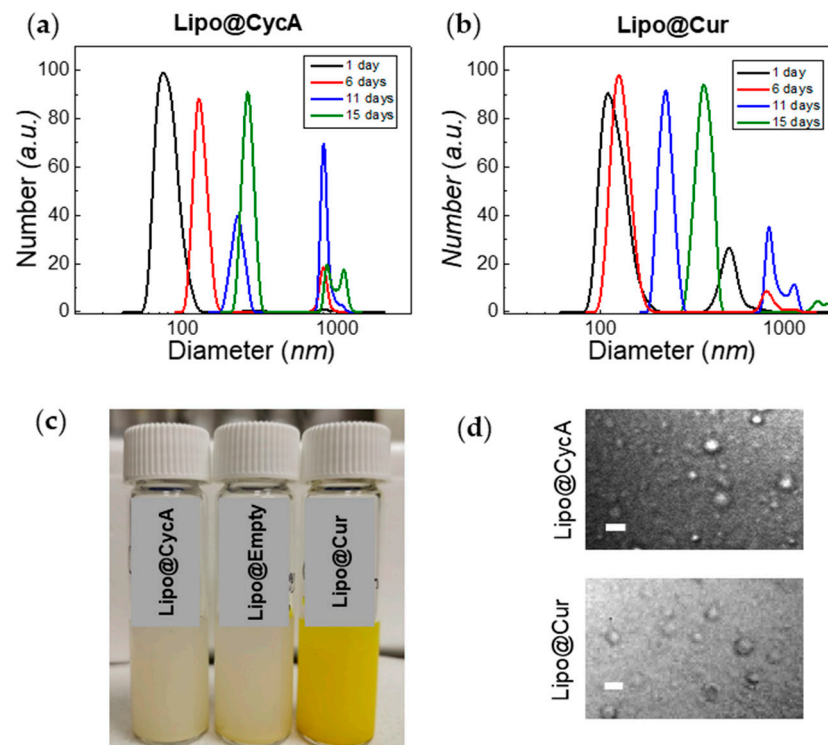 (a)
Lipo@CycA
Number (a.u.)
100
80
60
40
20
0
100
1000
Diameter (nm)
1 day
6 days
11 days
15 days
(b)
Lipo@Cur
Number (a.u.)
100
80
60
40
20
0
100
1000
Diameter (nm)
1 day
6 days
11 days
15 days
(c)
Lipo@CycA
Lipo@Empty
Lipo@Cur
(d)
Lipo@CycA
Lipo@Cur